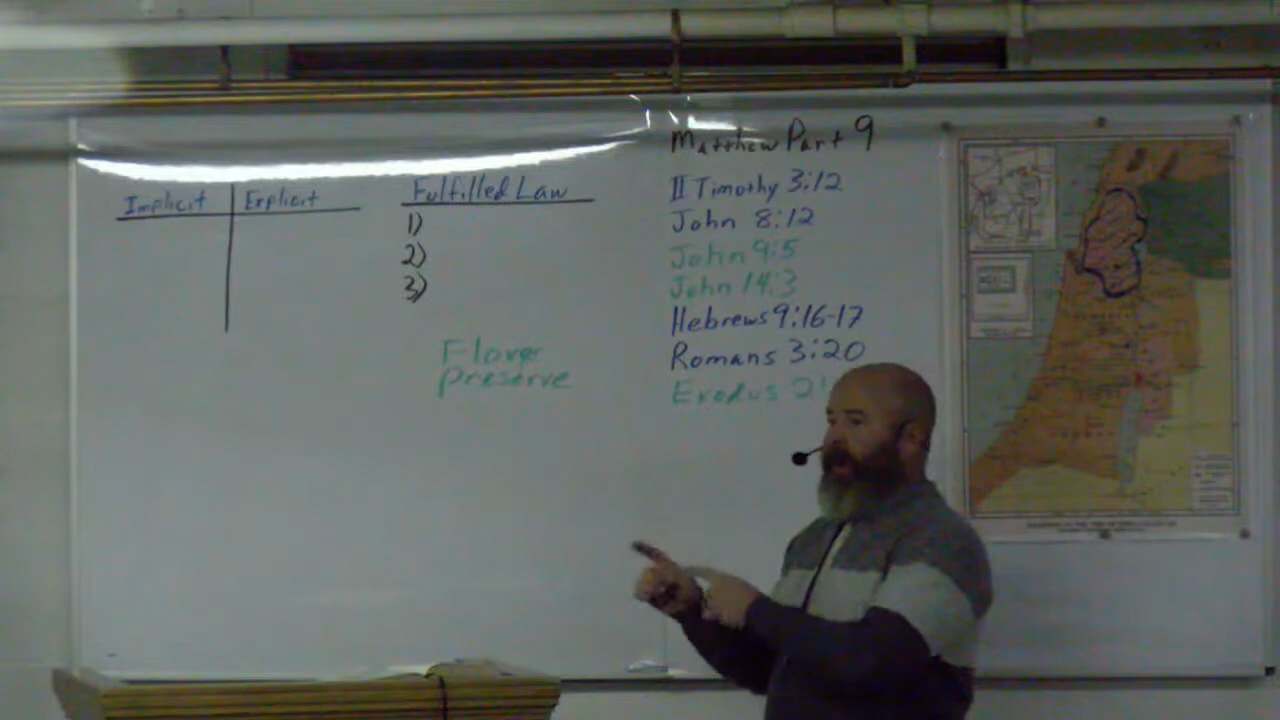 Matthew Part 9
Implicit Explicit
Fulfilled Law
1)
2)
3)
Flavor
Preserve
II Timothy 3:12
John 8:12
John 9:5
John 14:3
Hebrews 9:16-17
Romans 3:20
Exodus